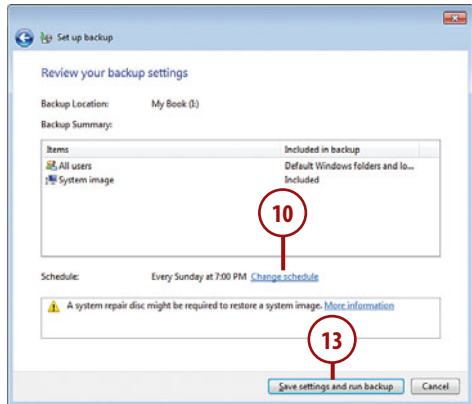 Set up backup
Review your backup settings
Backup Location: My Book (I:)
Backup Summary:
Items Included in backup
All users Default Windows folders and lo...
System image Included
10
Schedule: Every Sunday at 7:00 PM Change schedule
A system repair disc might be required to restore a system image. More information
13
Save settings and run backup Cancel